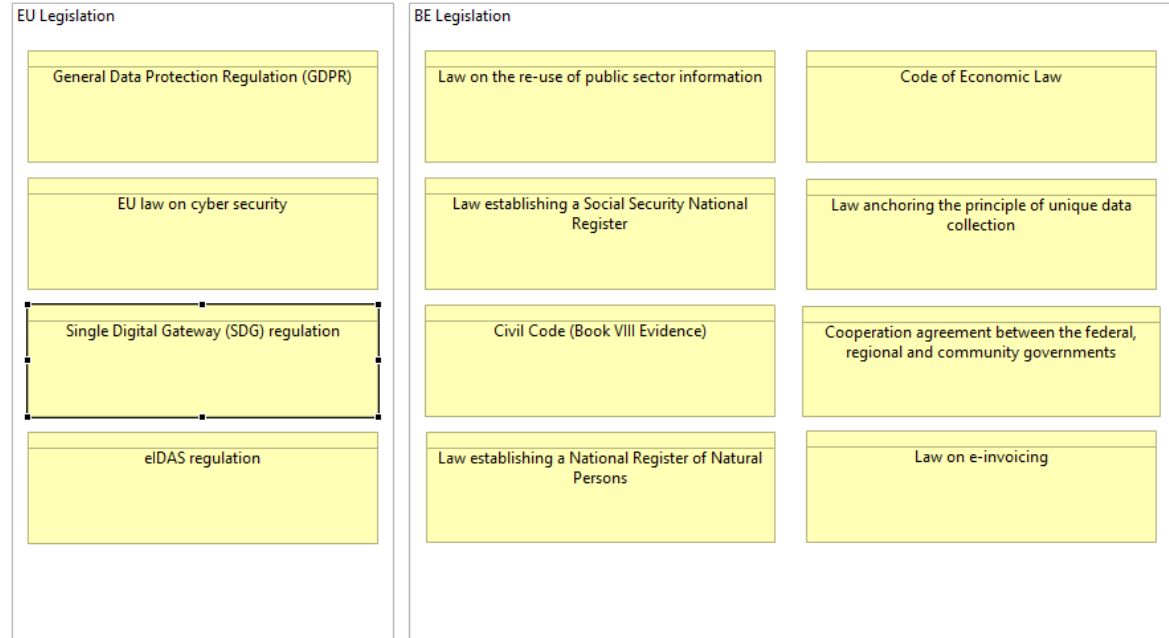 EU Legislation
General Data Protection Regulation (GDPR)
EU law on cyber security
Single Digital Gateway (SDG) regulation
eIDAS regulation
BE Legislation
Law on the re-use of public sector information
Code of Economic Law
Law establishing a Social Security National
Register
Law anchoring the principle of unique data
collection
Civil Code (Book VIII Evidence)
Cooperation agreement between the federal,
regional and community governments
Law establishing a National Register of Natural
Persons
Law on e-invoicing